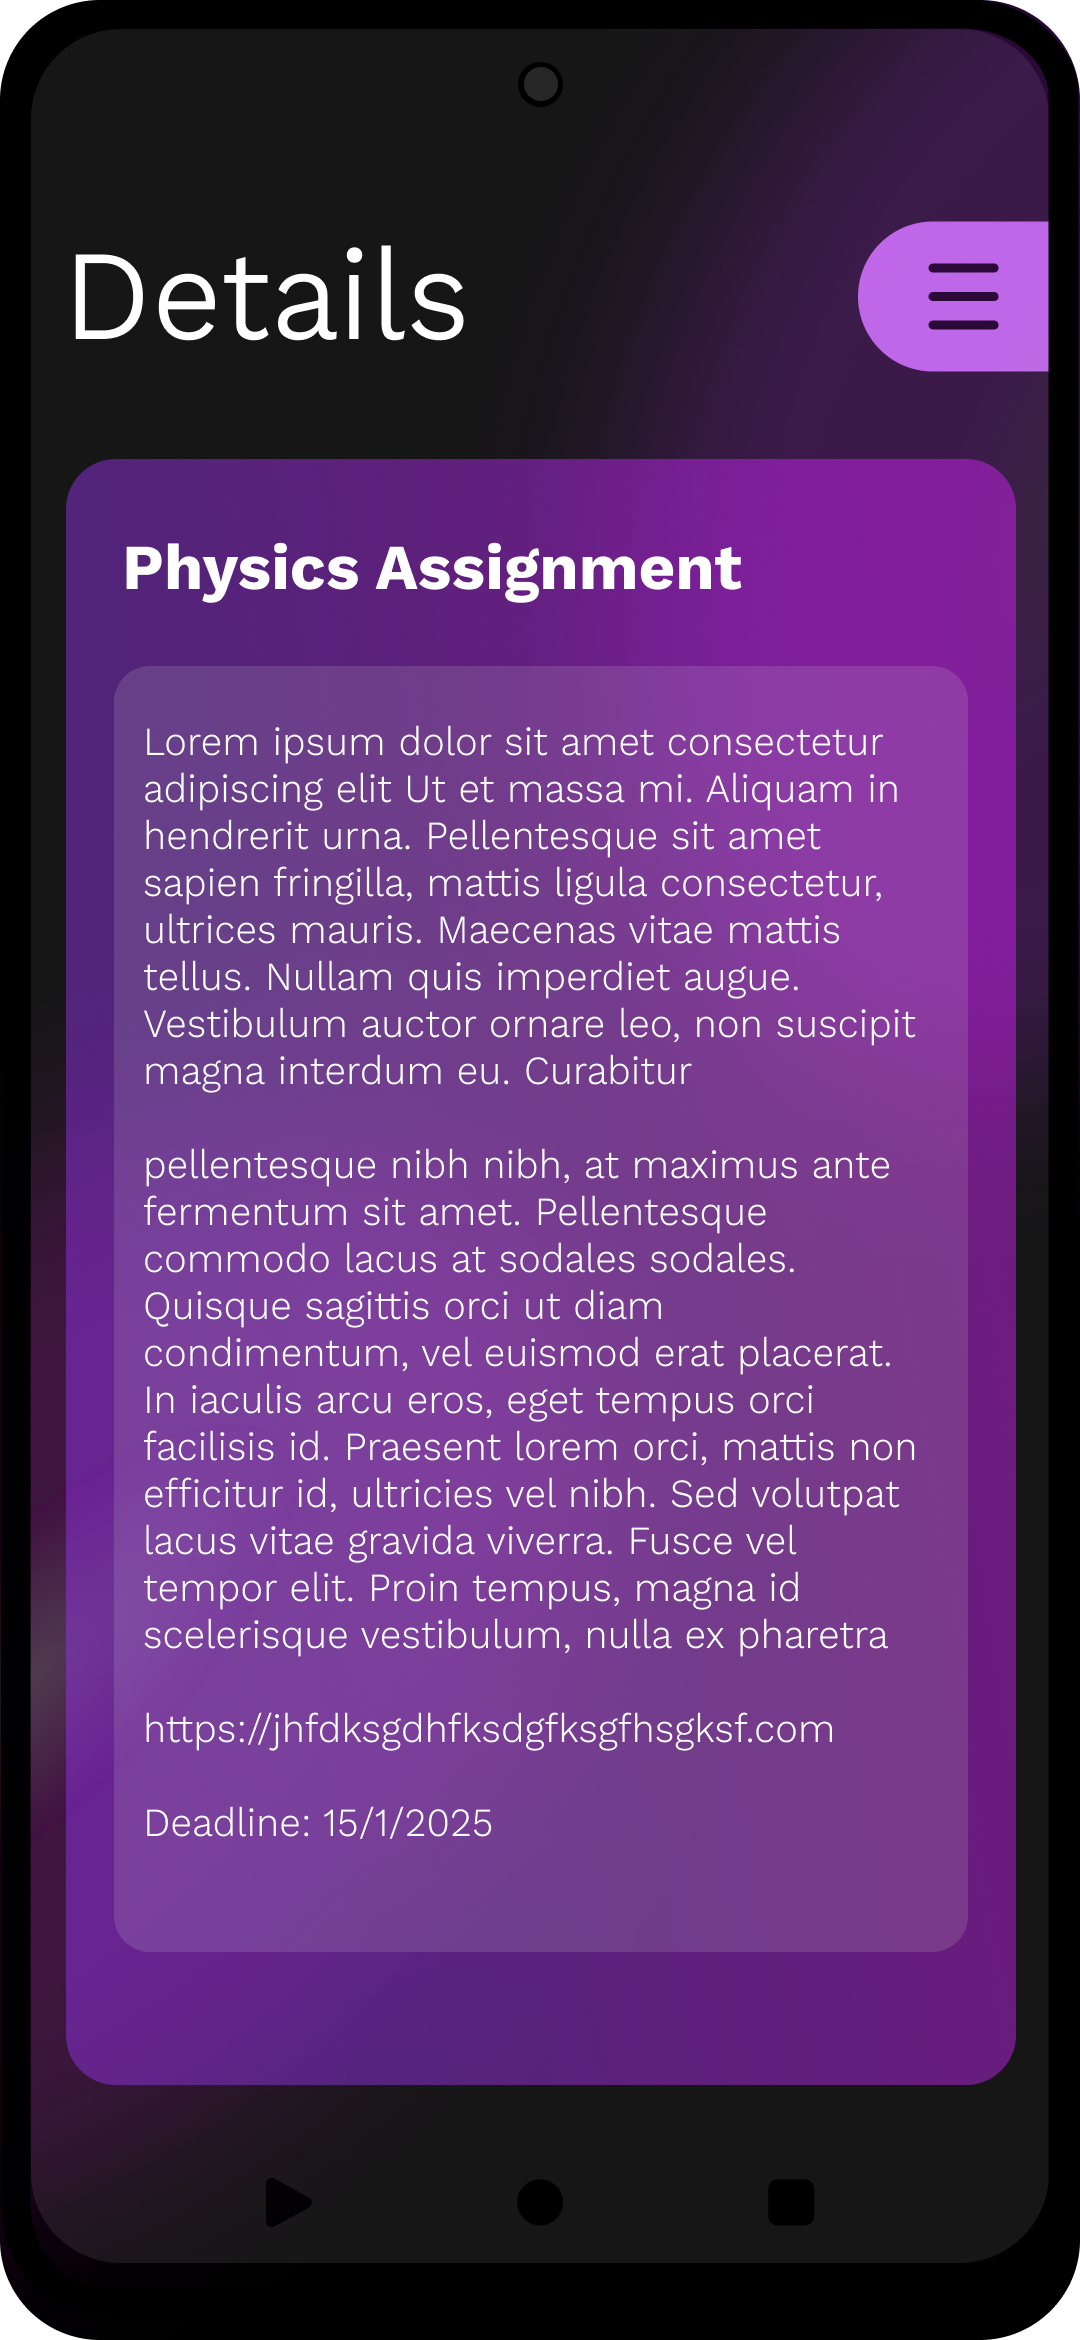 Details
Physics Assignment
Lorem ipsum dolor sit amet consectetur
adipiscing elit Ut et massa mi. Aliquam in
hendrerit urna. Pellentesque sit amet
sapien fringilla, mattis ligula consectetur,
ultrices mauris. Maecenas vitae mattis
tellus. Nullam quis imperdiet augue.
Vestibulum auctor ornare leo, non suscipit
magna interdum eu. Curabitur
pellentesque nibh nibh, at maximus ante
fermentum sit amet. Pellentesque
commodo lacus at sodales sodales.
Quisque sagittis orci ut diam
condimentum, vel euismod erat placerat.
In iaculis arcu eros, eget tempus orci
facilisis id. Praesent lorem orci, mattis non
efficitur id, ultricies vel nibh. Sed volutpat
lacus vitae gravida viverra. Fusce vel
tempor elit. Proin tempus, magna id
scelerisque vestibulum, nulla ex pharetra
https://jhfdksgdhfksdgfksgfhsgksf.com
Deadline: 15/1/2025